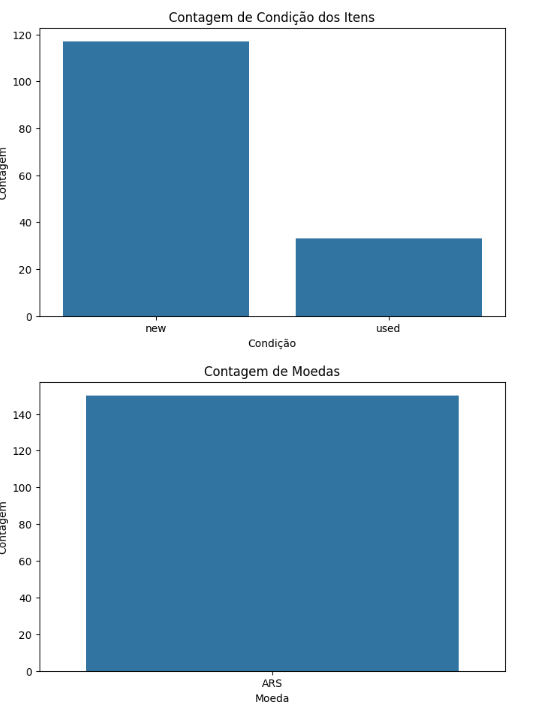 Contagem de Condição dos Itens
120
100
80
60
40
20
0
Contagem
new used
Condição
Contagem de Moedas
140
120
100
80
60
40
20
0
Contagem
ARS
Moeda